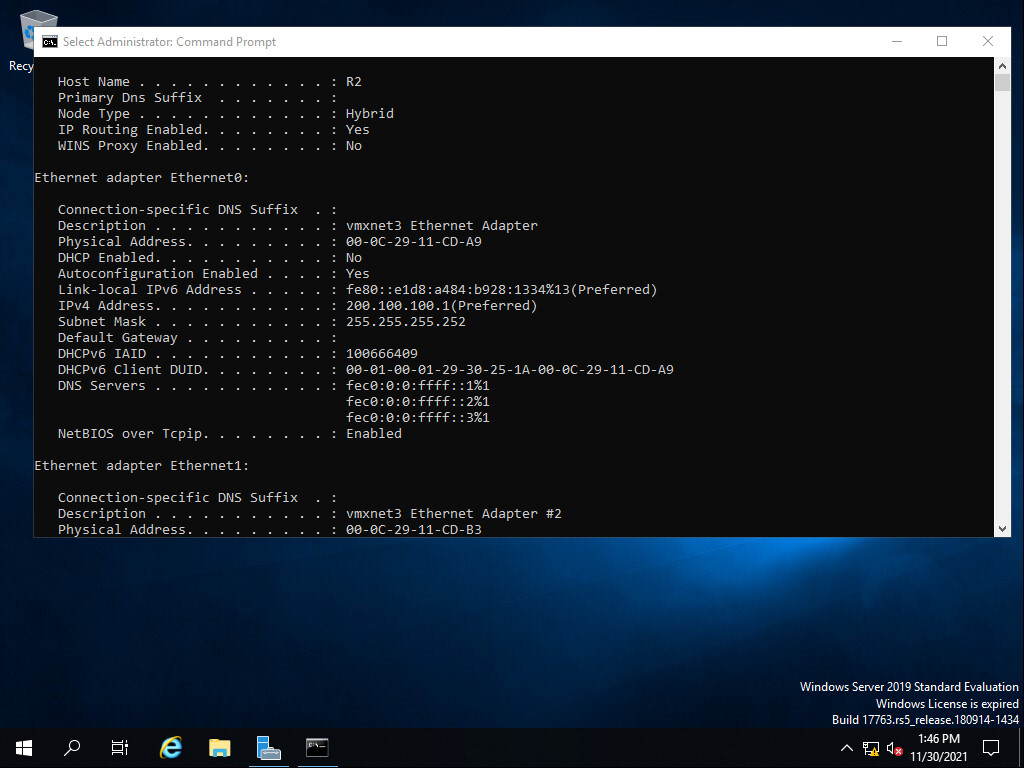 Recy
Select Administrator: Command Prompt
Host Name . . . . . . . . . . . . : R2
Primary Dns Suffix  . . . . . . . :
Node Type . . . . . . . . . . . . : Hybrid
IP Routing Enabled. . . . . . . . : Yes
WINS Proxy Enabled. . . . . . . . : No
Ethernet adapter Ethernet0:
Connection-specific DNS Suffix  . :
Description . . . . . . . . . . . : vmxnet3 Ethernet Adapter
Physical Address. . . . . . . . . : 00-0C-29-11-CD-A9
DHCP Enabled. . . . . . . . . . . : No
Autoconfiguration Enabled . . . . : Yes
Link-local IPv6 Address . . . . . : fe80::e1d8:a484:b928:1334%13(Preferred)
IPv4 Address. . . . . . . . . . . : 200.100.100.1(Preferred)
Subnet Mask . . . . . . . . . . . : 255.255.255.252
Default Gateway . . . . . . . . . :
DHCPv6 IAID . . . . . . . . . . . : 100666409
DHCPv6 Client DUID. . . . . . . . : 00-01-00-01-29-30-25-1A-00-0C-29-11-CD-A9
DNS Servers . . . . . . . . . . . : fec0:0:0:ffff::1%1
fec0:0:0:ffff::2%1
fec0:0:0:ffff::3%1
NetBIOS over Tcpip. . . . . . . . : Enabled
Ethernet adapter Ethernet1:
Connection-specific DNS Suffix  . :
Description . . . . . . . . . . . : vmxnet3 Ethernet Adapter #2
Physical Address. . . . . . . . . : 00-0C-29-11-CD-B3
Windows Server 2019 Standard Evaluation
Windows License is expired
Build 17763.rs5_release.180914-1434
1:46 PM
11/30/2021